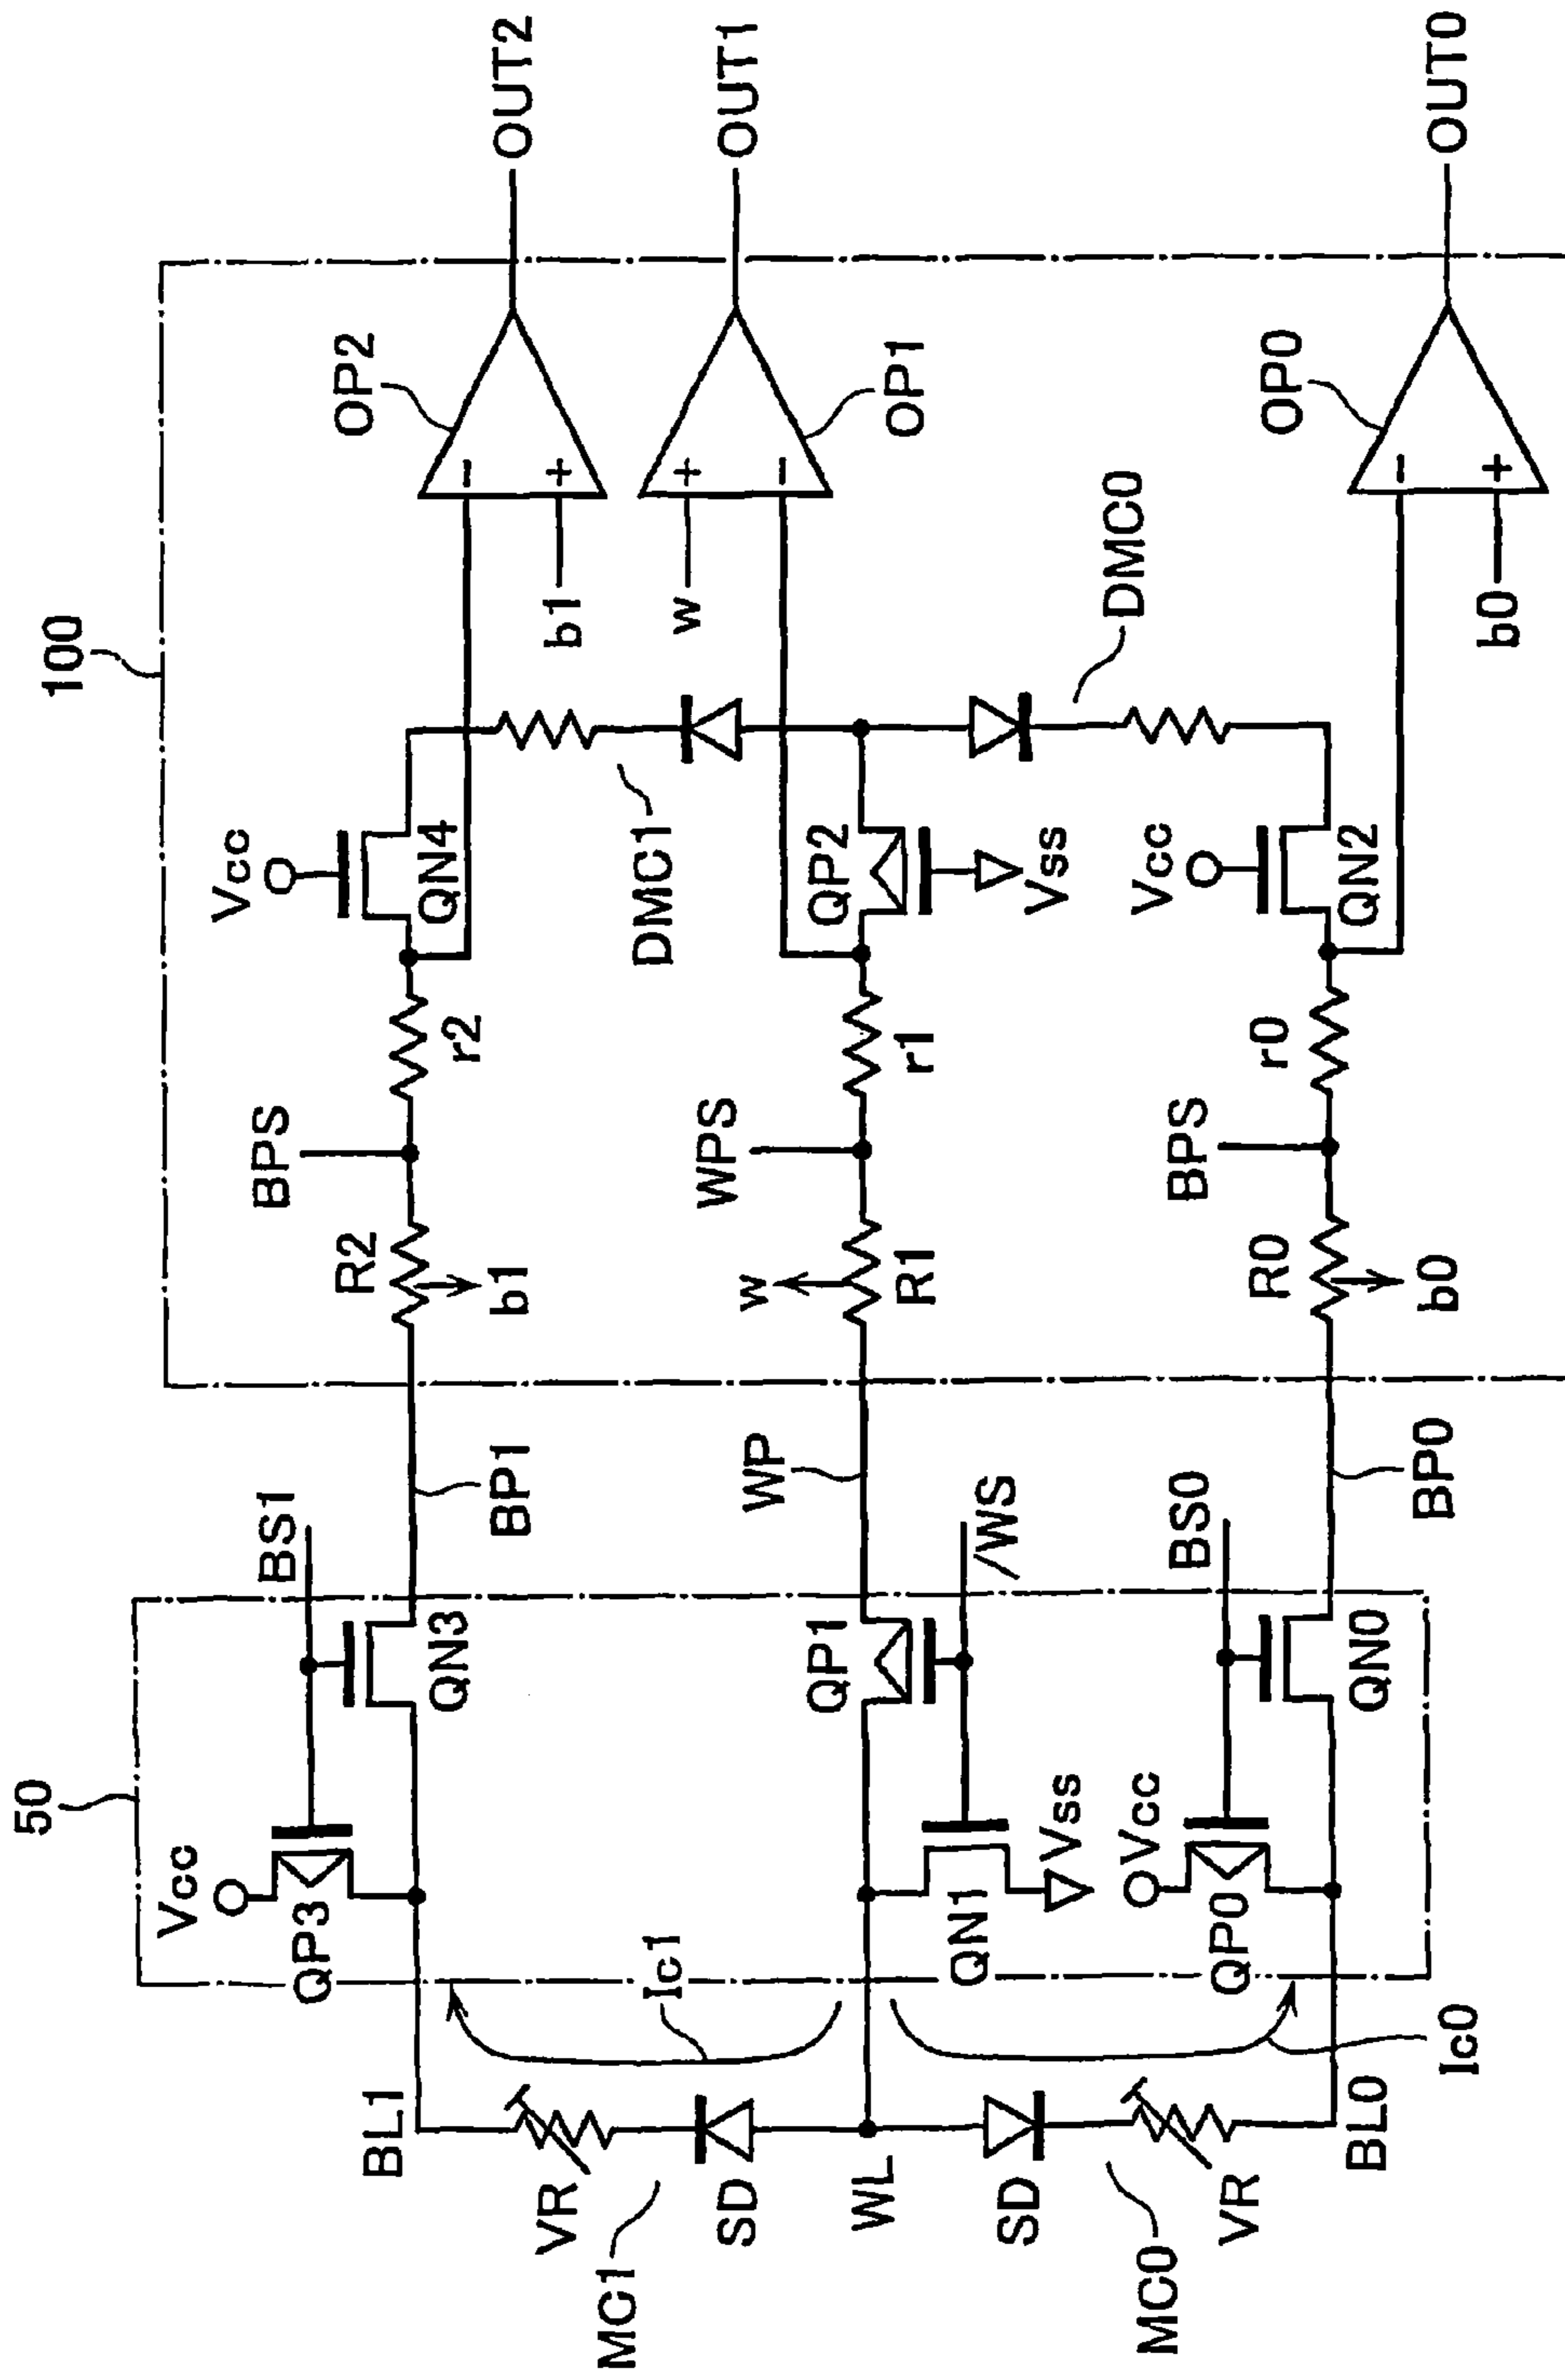 100
OUT2
OUT1
OUT0
OP2
OP1
OP0
-
+
+
-
-
+
b1
w
b0
DMC0
DMC1
Vcc
QN4
QP2
Vss
Vcc
QN2
r2
r1
r0
BPS
WPS
BPS
R2
b1
w
R1
R0
b0
BP1
WP
BP0
50
BS1
/WS
BS0
QN3
QP1
QN0
Vcc
QP3
QN1
Vss
Vcc
QP0
Ic1
Ic0
BL1
WL
BL0
VR
SD
SD
VR
MC1
MC0